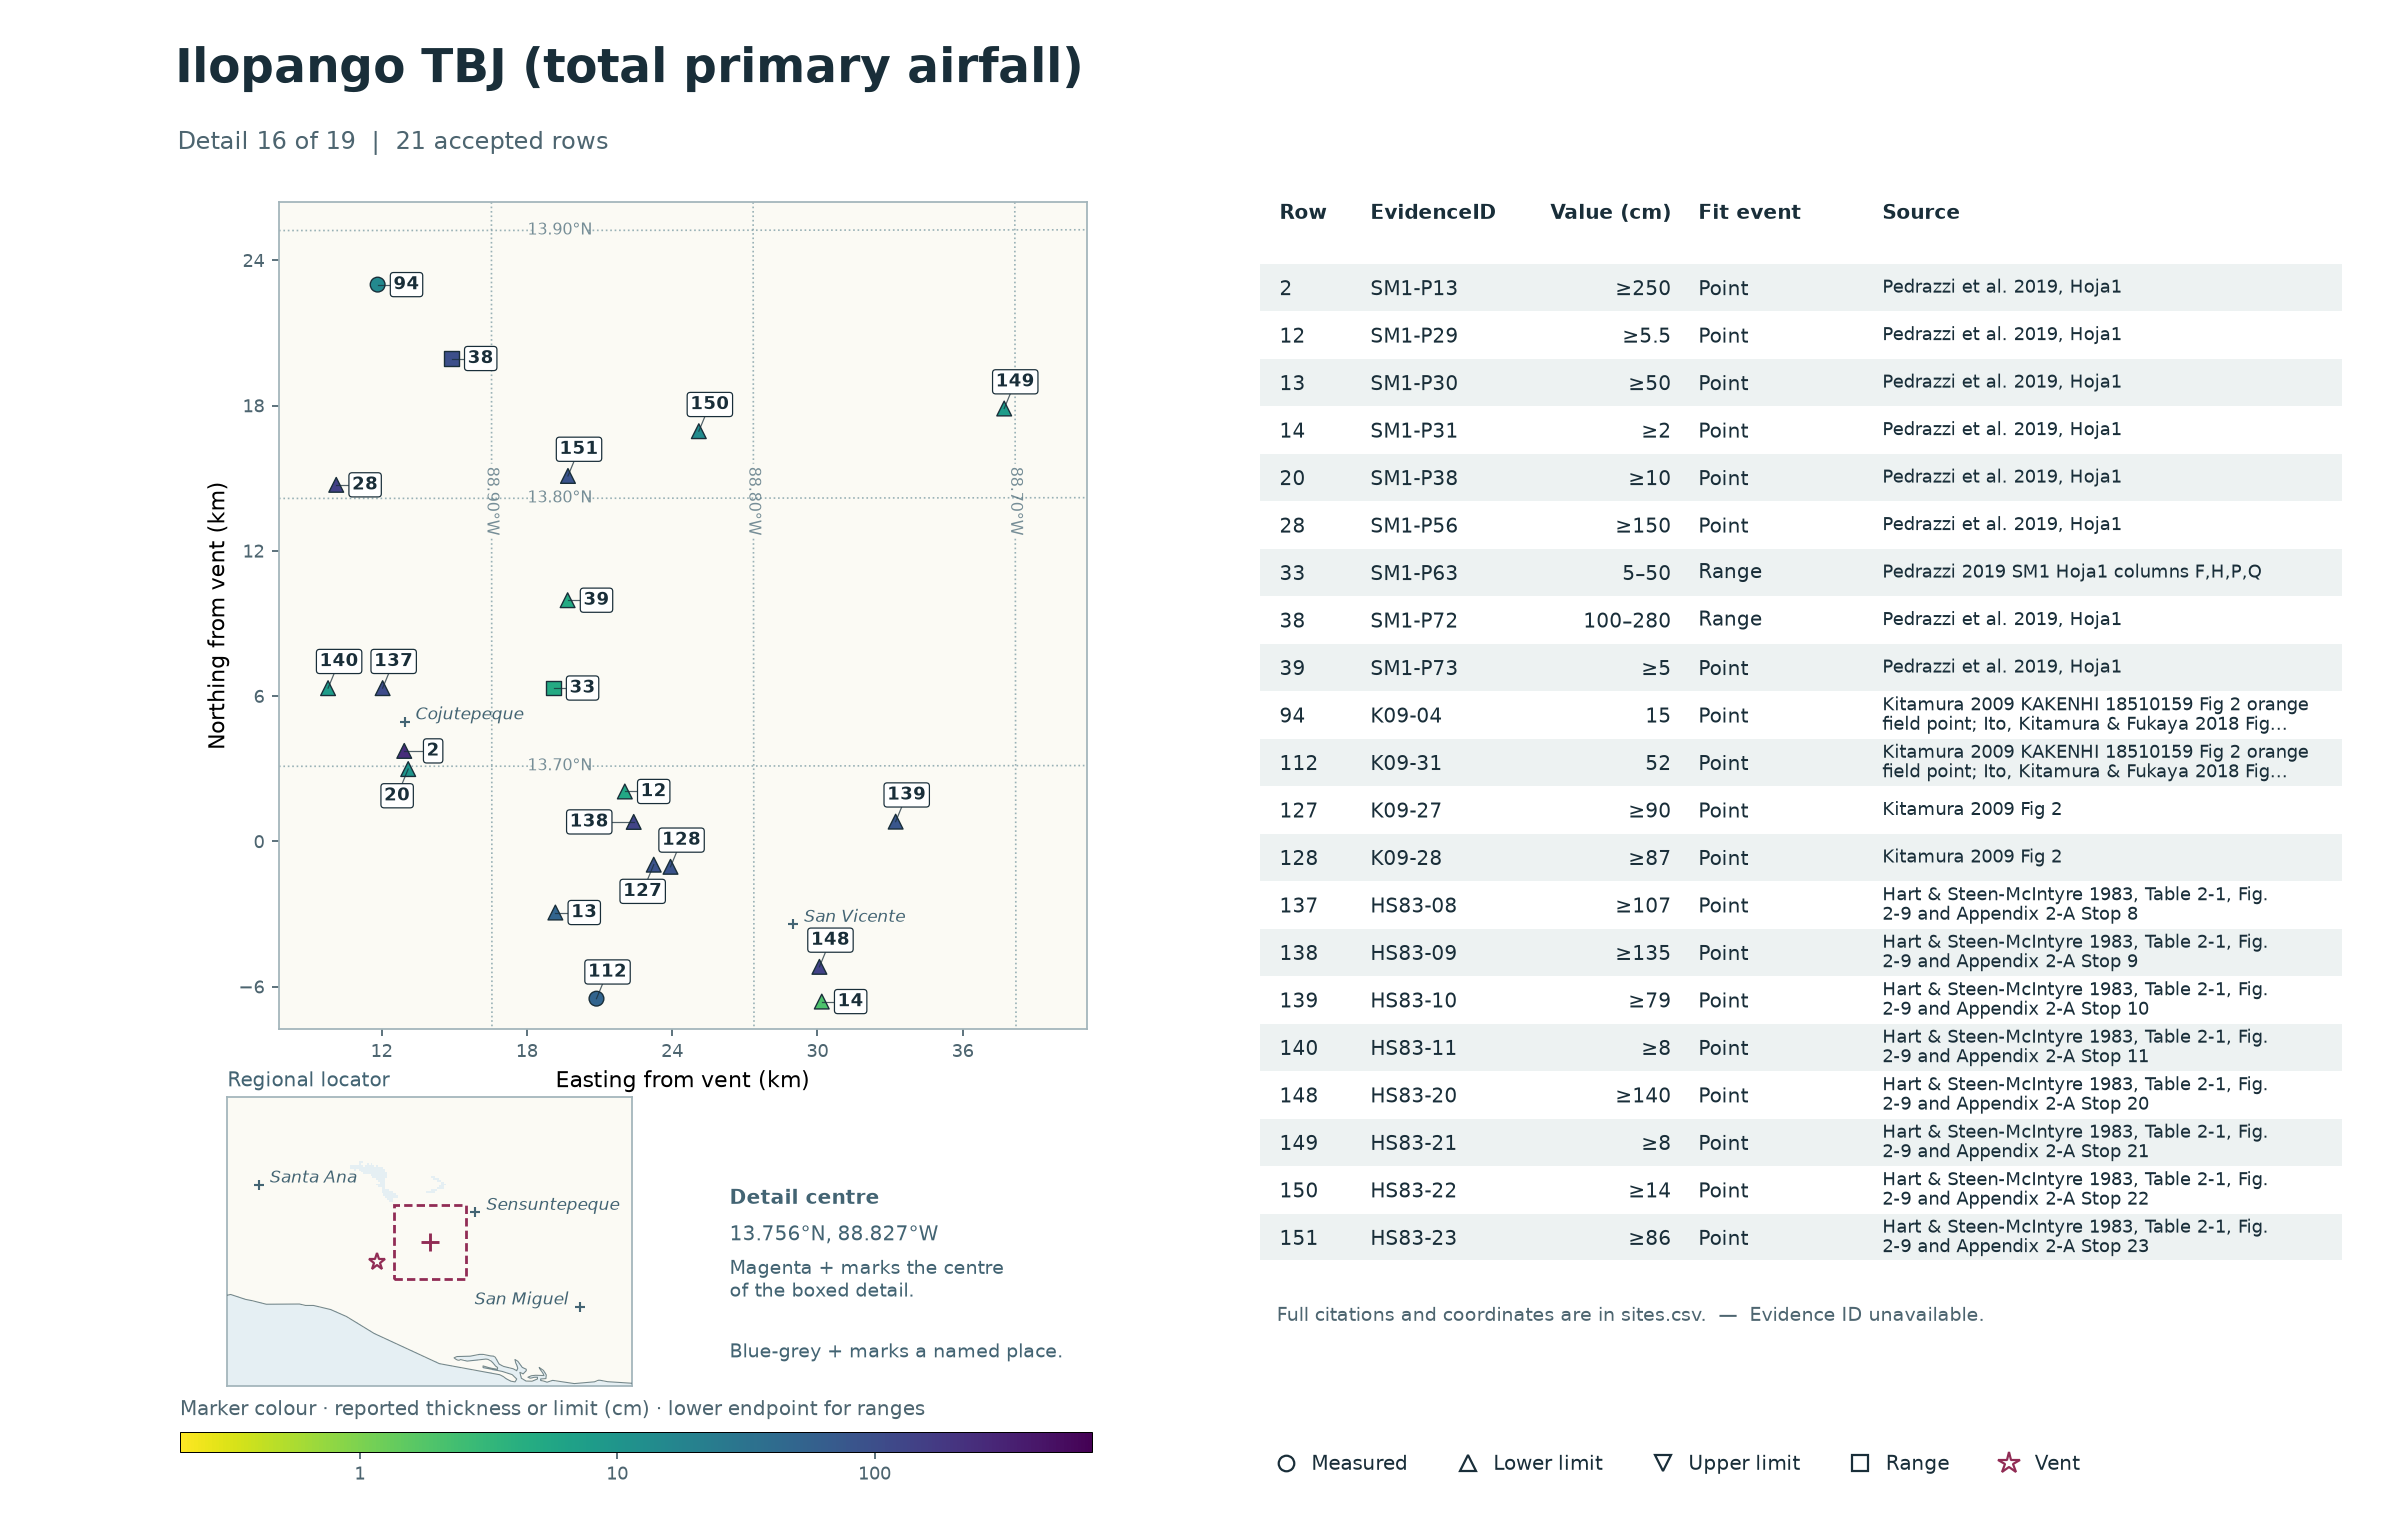 Ilopango TBJ (total primary airfall)
Detail 16 of 19 | 21 accepted rows
Northing from vent (km)
24
18
12
6
0
−6
13.90°N
13.80°N
13.70°N
88.90°W
88.80°W
88.70°W
94
38
149
150
151
28
39
140
137
33
Cojutepeque
2
20
12
138
139
128
127
13
San Vicente
148
112
14
12
18
24
30
36
Easting from vent (km)
Regional locator
Santa Ana
Sensuntepeque
San Miguel
Detail centre
13.756°N, 88.827°W
Magenta + marks the centre
of the boxed detail.
Blue-grey + marks a named place.
Marker colour · reported thickness or limit (cm) · lower endpoint for ranges
1
10
100
Row EvidenceID Value (cm) Fit event Source
2 SM1-P13 ≥250 Point Pedrazzi et al. 2019, Hoja1
12 SM1-P29 ≥5.5 Point Pedrazzi et al. 2019, Hoja1
13 SM1-P30 ≥50 Point Pedrazzi et al. 2019, Hoja1
14 SM1-P31 ≥2 Point Pedrazzi et al. 2019, Hoja1
20 SM1-P38 ≥10 Point Pedrazzi et al. 2019, Hoja1
28 SM1-P56 ≥150 Point Pedrazzi et al. 2019, Hoja1
33 SM1-P63 5–50 Range Pedrazzi 2019 SM1 Hoja1 columns F,H,P,Q
38 SM1-P72 100–280 Range Pedrazzi et al. 2019, Hoja1
39 SM1-P73 ≥5 Point Pedrazzi et al. 2019, Hoja1
94 K09-04 15 Point Kitamura 2009 KAKENHI 18510159 Fig 2 orange
field point; Ito, Kitamura & Fukaya 2018 Fig…
112 K09-31 52 Point Kitamura 2009 KAKENHI 18510159 Fig 2 orange
field point; Ito, Kitamura & Fukaya 2018 Fig…
127 K09-27 ≥90 Point Kitamura 2009 Fig 2
128 K09-28 ≥87 Point Kitamura 2009 Fig 2
137 HS83-08 ≥107 Point Hart & Steen-McIntyre 1983, Table 2-1, Fig.
2-9 and Appendix 2-A Stop 8
138 HS83-09 ≥135 Point Hart & Steen-McIntyre 1983, Table 2-1, Fig.
2-9 and Appendix 2-A Stop 9
139 HS83-10 ≥79 Point Hart & Steen-McIntyre 1983, Table 2-1, Fig.
2-9 and Appendix 2-A Stop 10
140 HS83-11 ≥8 Point Hart & Steen-McIntyre 1983, Table 2-1, Fig.
2-9 and Appendix 2-A Stop 11
148 HS83-20 ≥140 Point Hart & Steen-McIntyre 1983, Table 2-1, Fig.
2-9 and Appendix 2-A Stop 20
149 HS83-21 ≥8 Point Hart & Steen-McIntyre 1983, Table 2-1, Fig.
2-9 and Appendix 2-A Stop 21
150 HS83-22 ≥14 Point Hart & Steen-McIntyre 1983, Table 2-1, Fig.
2-9 and Appendix 2-A Stop 22
151 HS83-23 ≥86 Point Hart & Steen-McIntyre 1983, Table 2-1, Fig.
2-9 and Appendix 2-A Stop 23
Full citations and coordinates are in sites.csv. — Evidence ID unavailable.
Measured Lower limit Upper limit Range Vent